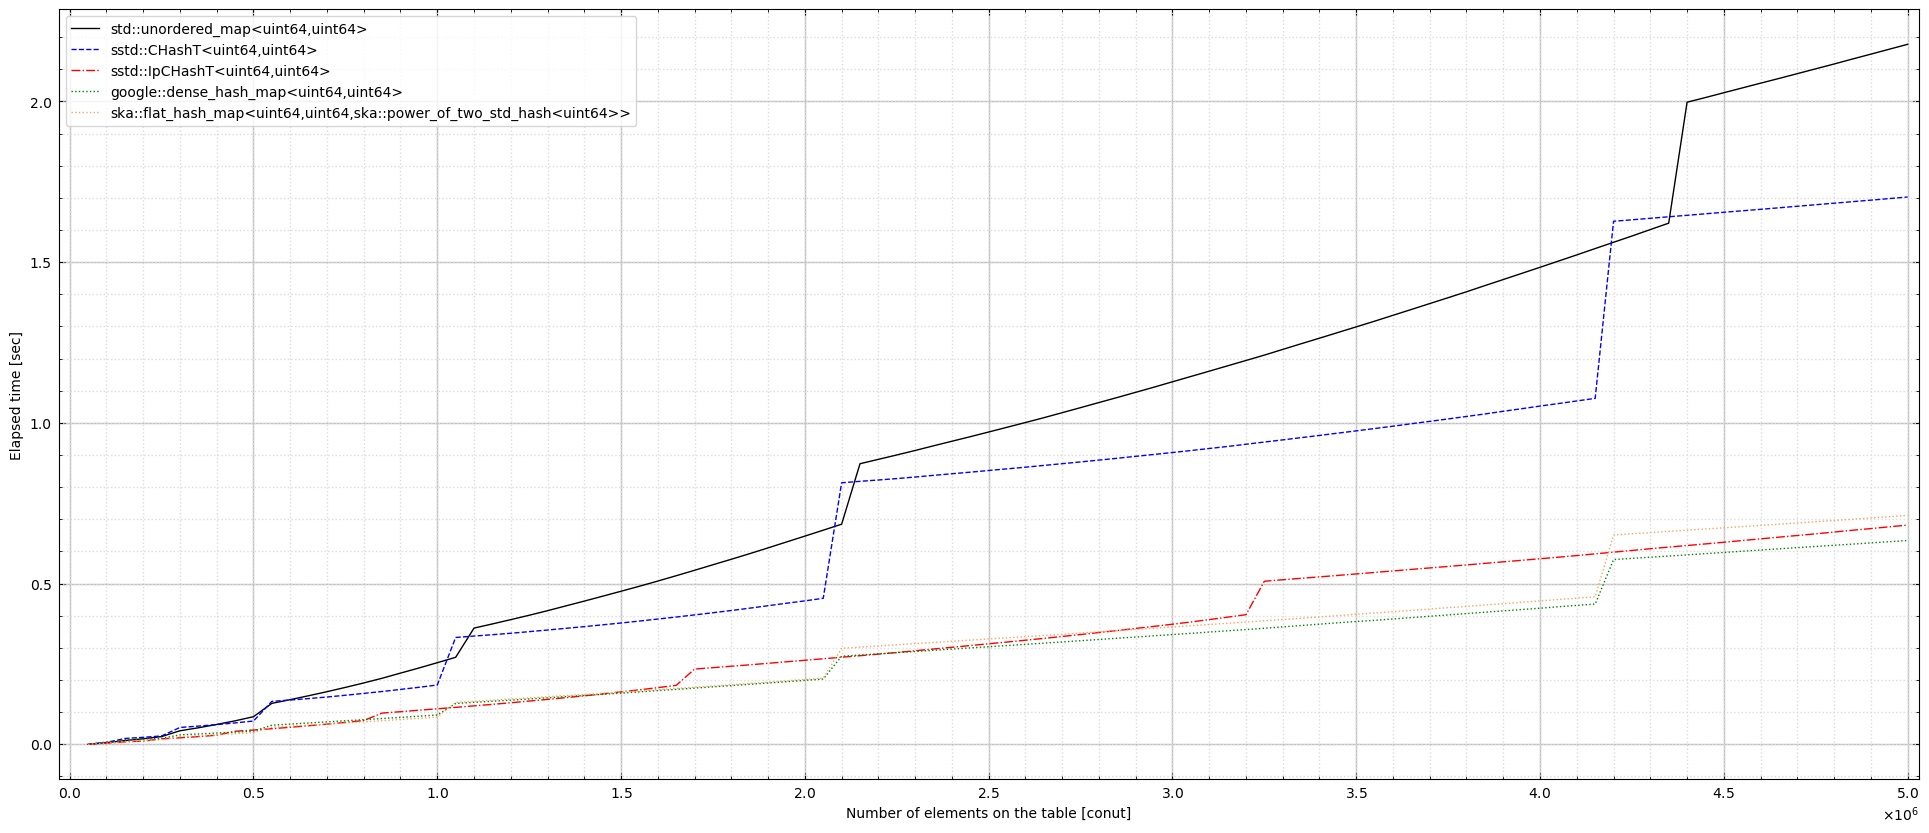 std::unordered_map<uint64,uint64>
sstd::CHashT<uint64,uint64>
sstd::IpCHashT<uint64,uint64>
google::dense_hash_map<uint64,uint64>
ska::flat_hash_map<uint64,uint64,ska::power_of_two_std_hash<uint64>>
Elapsed time [sec]
2.0
1.5
1.0
0.5
0.0
0.0 0.5 1.0 1.5 2.0 2.5 3.0 3.5 4.0 4.5 5.0
Number of elements on the table [conut]
×10⁶